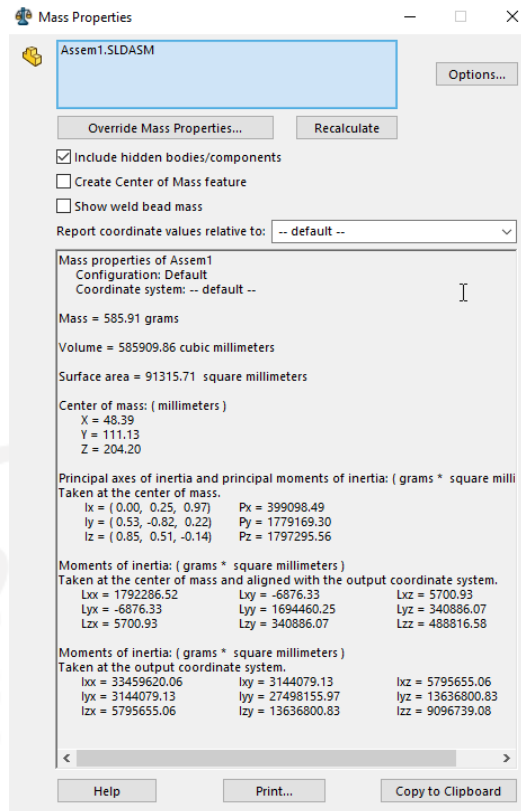 Mass Properties
Assem1.SLDASM
Options...
Override Mass Properties...
Recalculate
Include hidden bodies/components
Create Center of Mass feature
Show weld bead mass
Report coordinate values relative to: -- default --
Mass properties of Assem1
Configuration: Default
Coordinate system: -- default --
Mass = 585.91 grams
Volume = 585909.86 cubic millimeters
Surface area = 91315.71 square millimeters
Center of mass: ( millimeters )
X = 48.39
Y = 111.13
Z = 204.20
Principal axes of inertia and principal moments of inertia: ( grams * square milli
Taken at the center of mass.
Ix = ( 0.00, 0.25, 0.97) Px = 399098.49
Iy = ( 0.53, -0.82, 0.22) Py = 1779169.30
Iz = ( 0.85, 0.51, -0.14) Pz = 1797295.56
Moments of inertia: ( grams * square millimeters )
Taken at the center of mass and aligned with the output coordinate system.
Lxx = 1792286.52 Lxy = -6876.33 Lxz = 5700.93
Lyx = -6876.33 Lyy = 1694460.25 Lyz = 340886.07
Lzx = 5700.93 Lzy = 340886.07 Lzz = 488816.58
Moments of inertia: ( grams * square millimeters )
Taken at the output coordinate system.
Ixx = 33459620.06 Ixy = 3144079.13 Ixz = 5795655.06
Iyx = 3144079.13 Iyy = 27498155.97 Iyz = 13636800.83
Izx = 5795655.06 Izy = 13636800.83 Izz = 9096739.08
Help
Print...
Copy to Clipboard